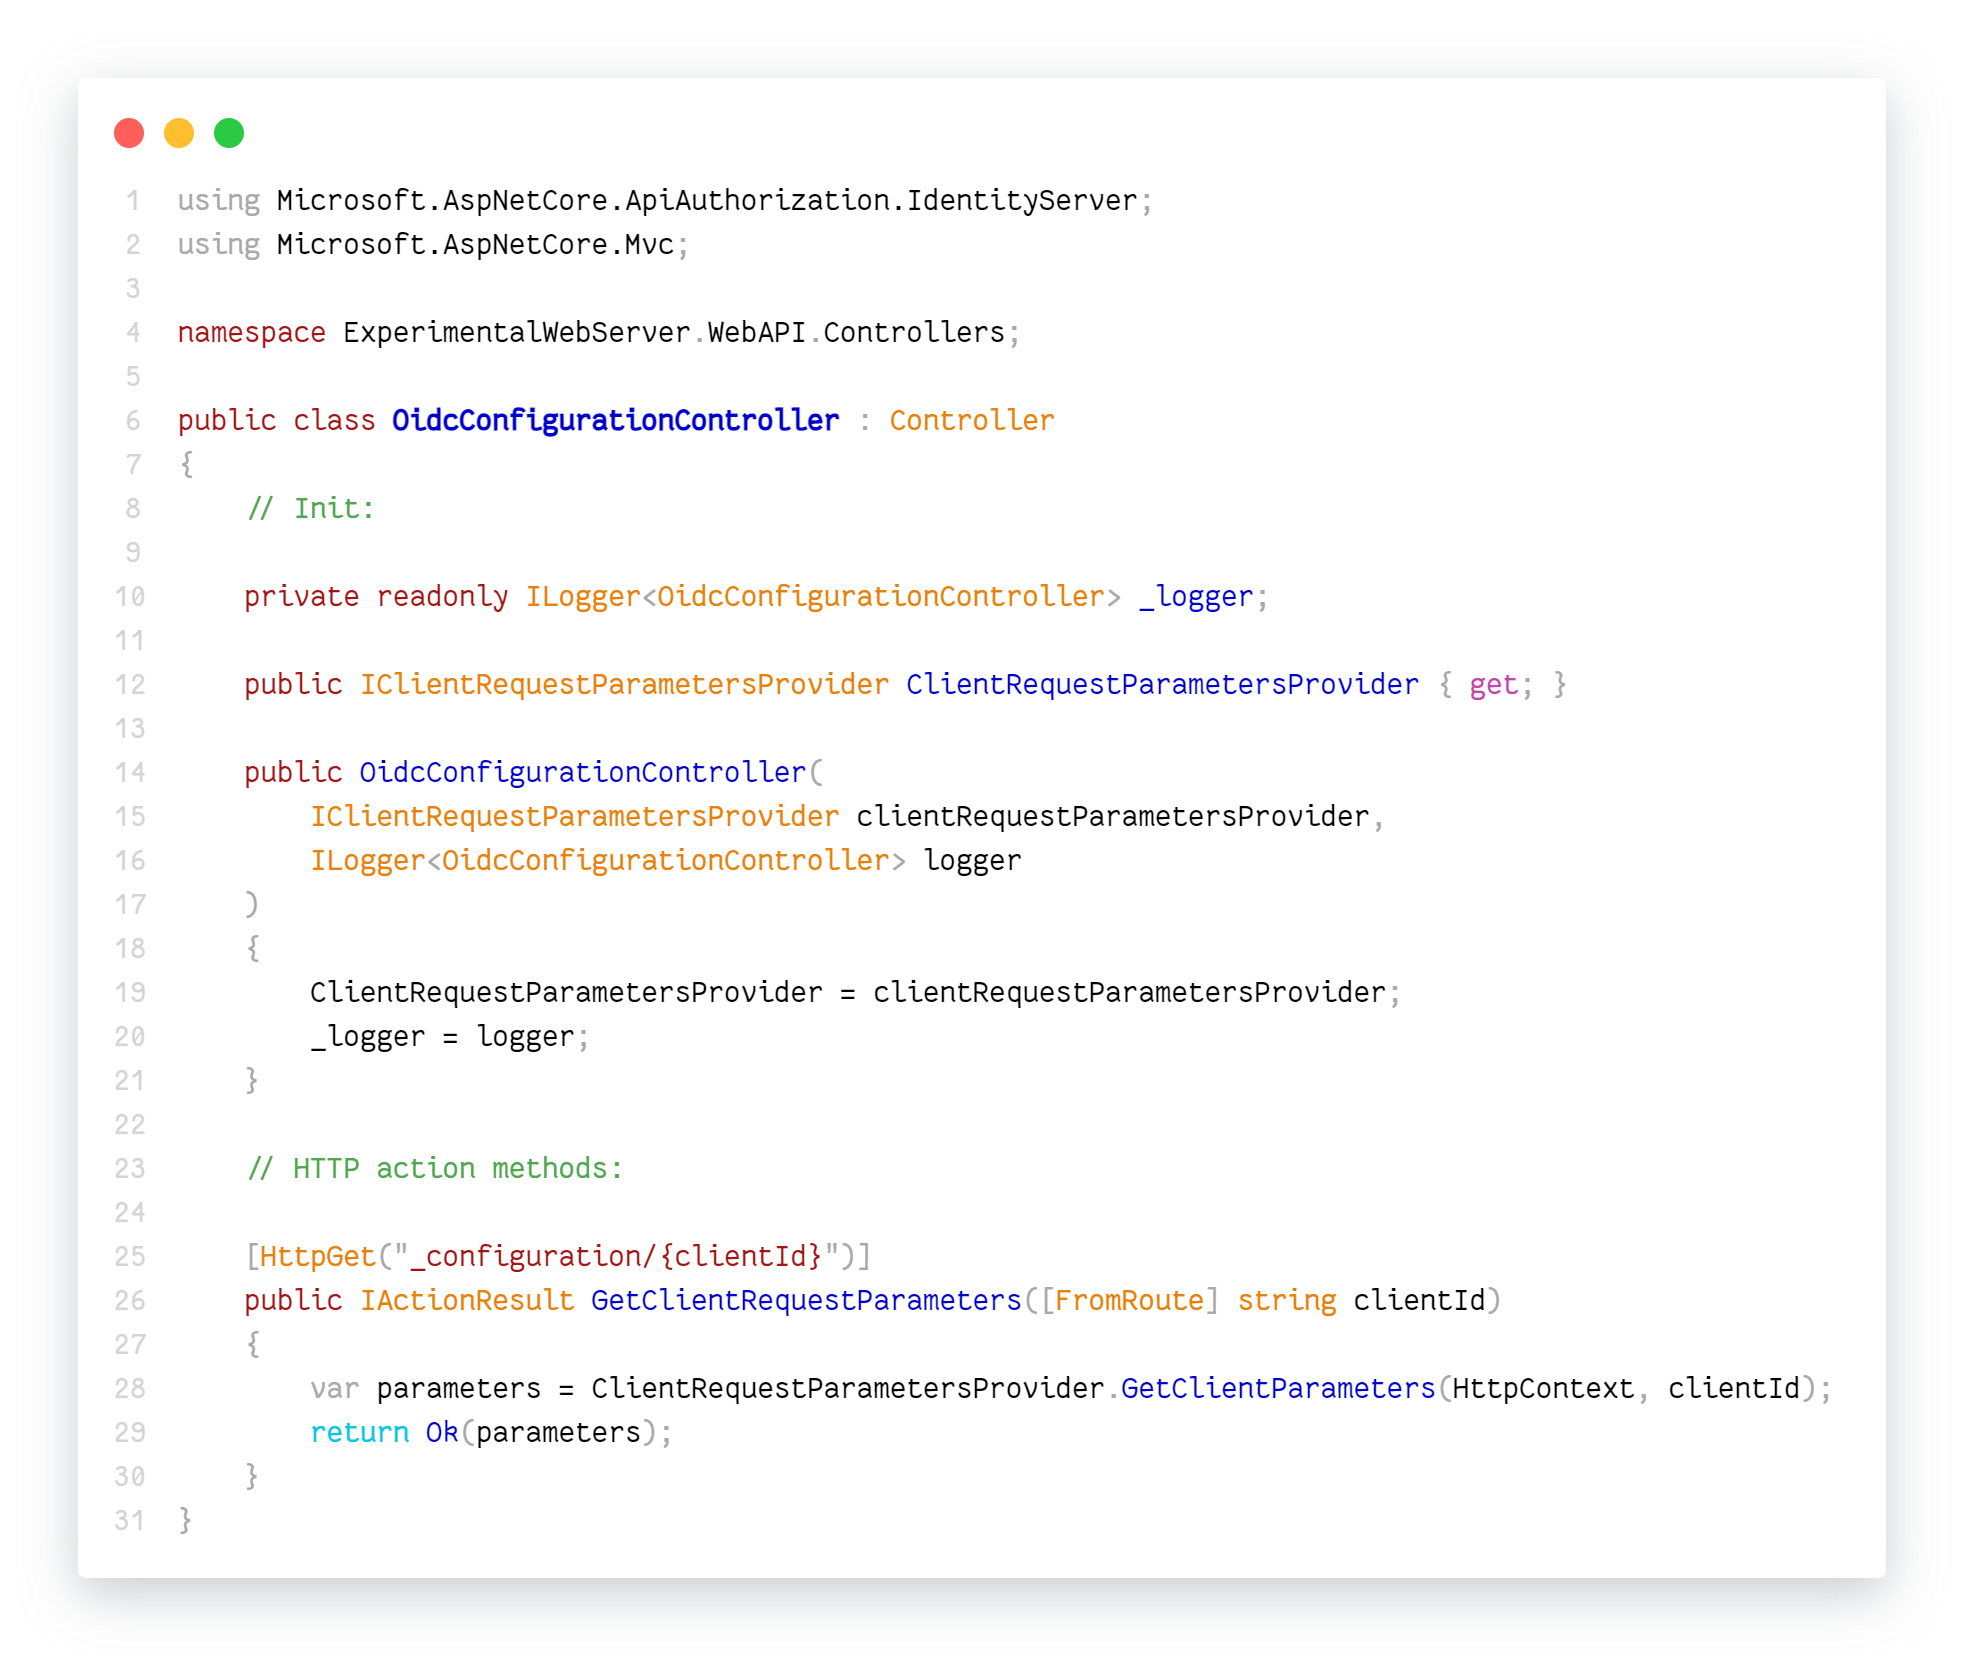 1 using Microsoft.AspNetCore.ApiAuthorization.IdentityServer;
2 using Microsoft.AspNetCore.Mvc;
3
4 namespace ExperimentalWebServer.WebAPI.Controllers;
5
6 public class OidcConfigurationController : Controller
7 {
8     // Init:
9
10     private readonly ILogger<OidcConfigurationController> _logger;
11
12     public IClientRequestParametersProvider ClientRequestParametersProvider { get; }
13
14     public OidcConfigurationController(
15         IClientRequestParametersProvider clientRequestParametersProvider,
16         ILogger<OidcConfigurationController> logger
17     )
18     {
19         ClientRequestParametersProvider = clientRequestParametersProvider;
20         _logger = logger;
21     }
22
23     // HTTP action methods:
24
25     [HttpGet("_configuration/{clientId}")]
26     public IActionResult GetClientRequestParameters([FromRoute] string clientId)
27     {
28         var parameters = ClientRequestParametersProvider.GetClientParameters(HttpContext, clientId);
29         return Ok(parameters);
30     }
31 }